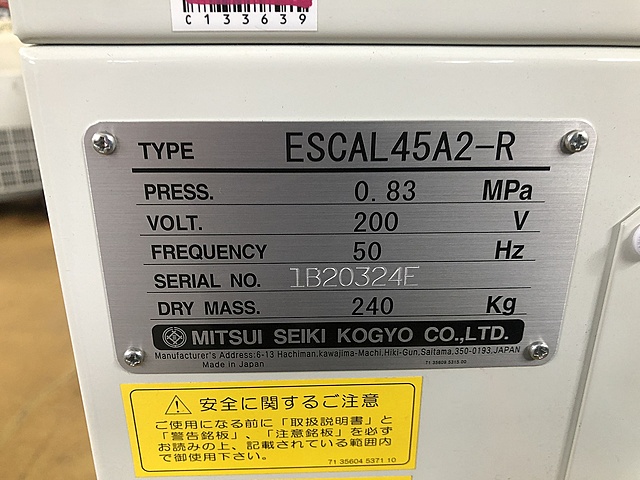 C133639
TYPE ESCAL45A2-R
PRESS. 0.83 MPa
VOLT. 200 V
FREQUENCY 50 Hz
SERIAL NO. 1B20324E
DRY MASS. 240 Kg
MITSUI SEIKI KOGYO CO.,LTD.
Manufacturer's Address:6-13 Hachiman,kawajima-Machi,Hiki-Gun,Saitama,350-0193,JAPAN
Made in Japan 71 35604 5315 00
安全に関するご注意
ご使用になる前に「取扱説明書」と
「警告銘板」、「注意銘板」を必ず
お読みの上、記載されている範囲内
で御使用下さい。
71 35604 5371 10